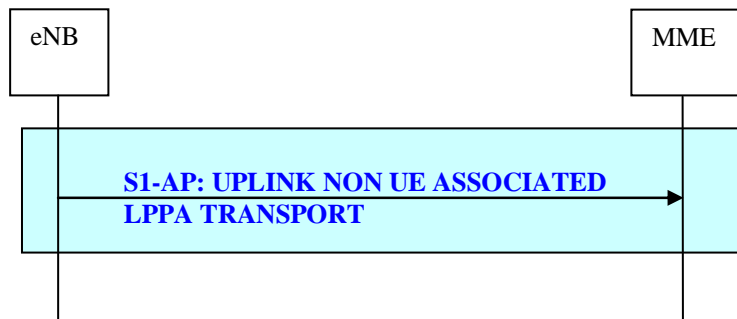 eNB
MME
S1-AP: UPLINK NON UE ASSOCIATED
LPPA TRANSPORT